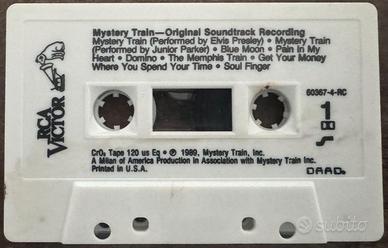 Mystery Train—Original Soundtrack Recording
Mystery Train (Performed by Elvis Presley) • Mystery Train
(Performed by Junior Parker) • Blue Moon • Pain In My
Heart • Domino • The Memphis Train • Get Your Money
Where You Spend Your Time • Soul Finger
RCA
VICTOR
60367-4-RC
1
CrO₂ Tape 120 us Eq • ℗ 1989, Mystery Train, Inc.
A Milan of America Production in Association with Mystery Train Inc.
Printed in U.S.A.
subito